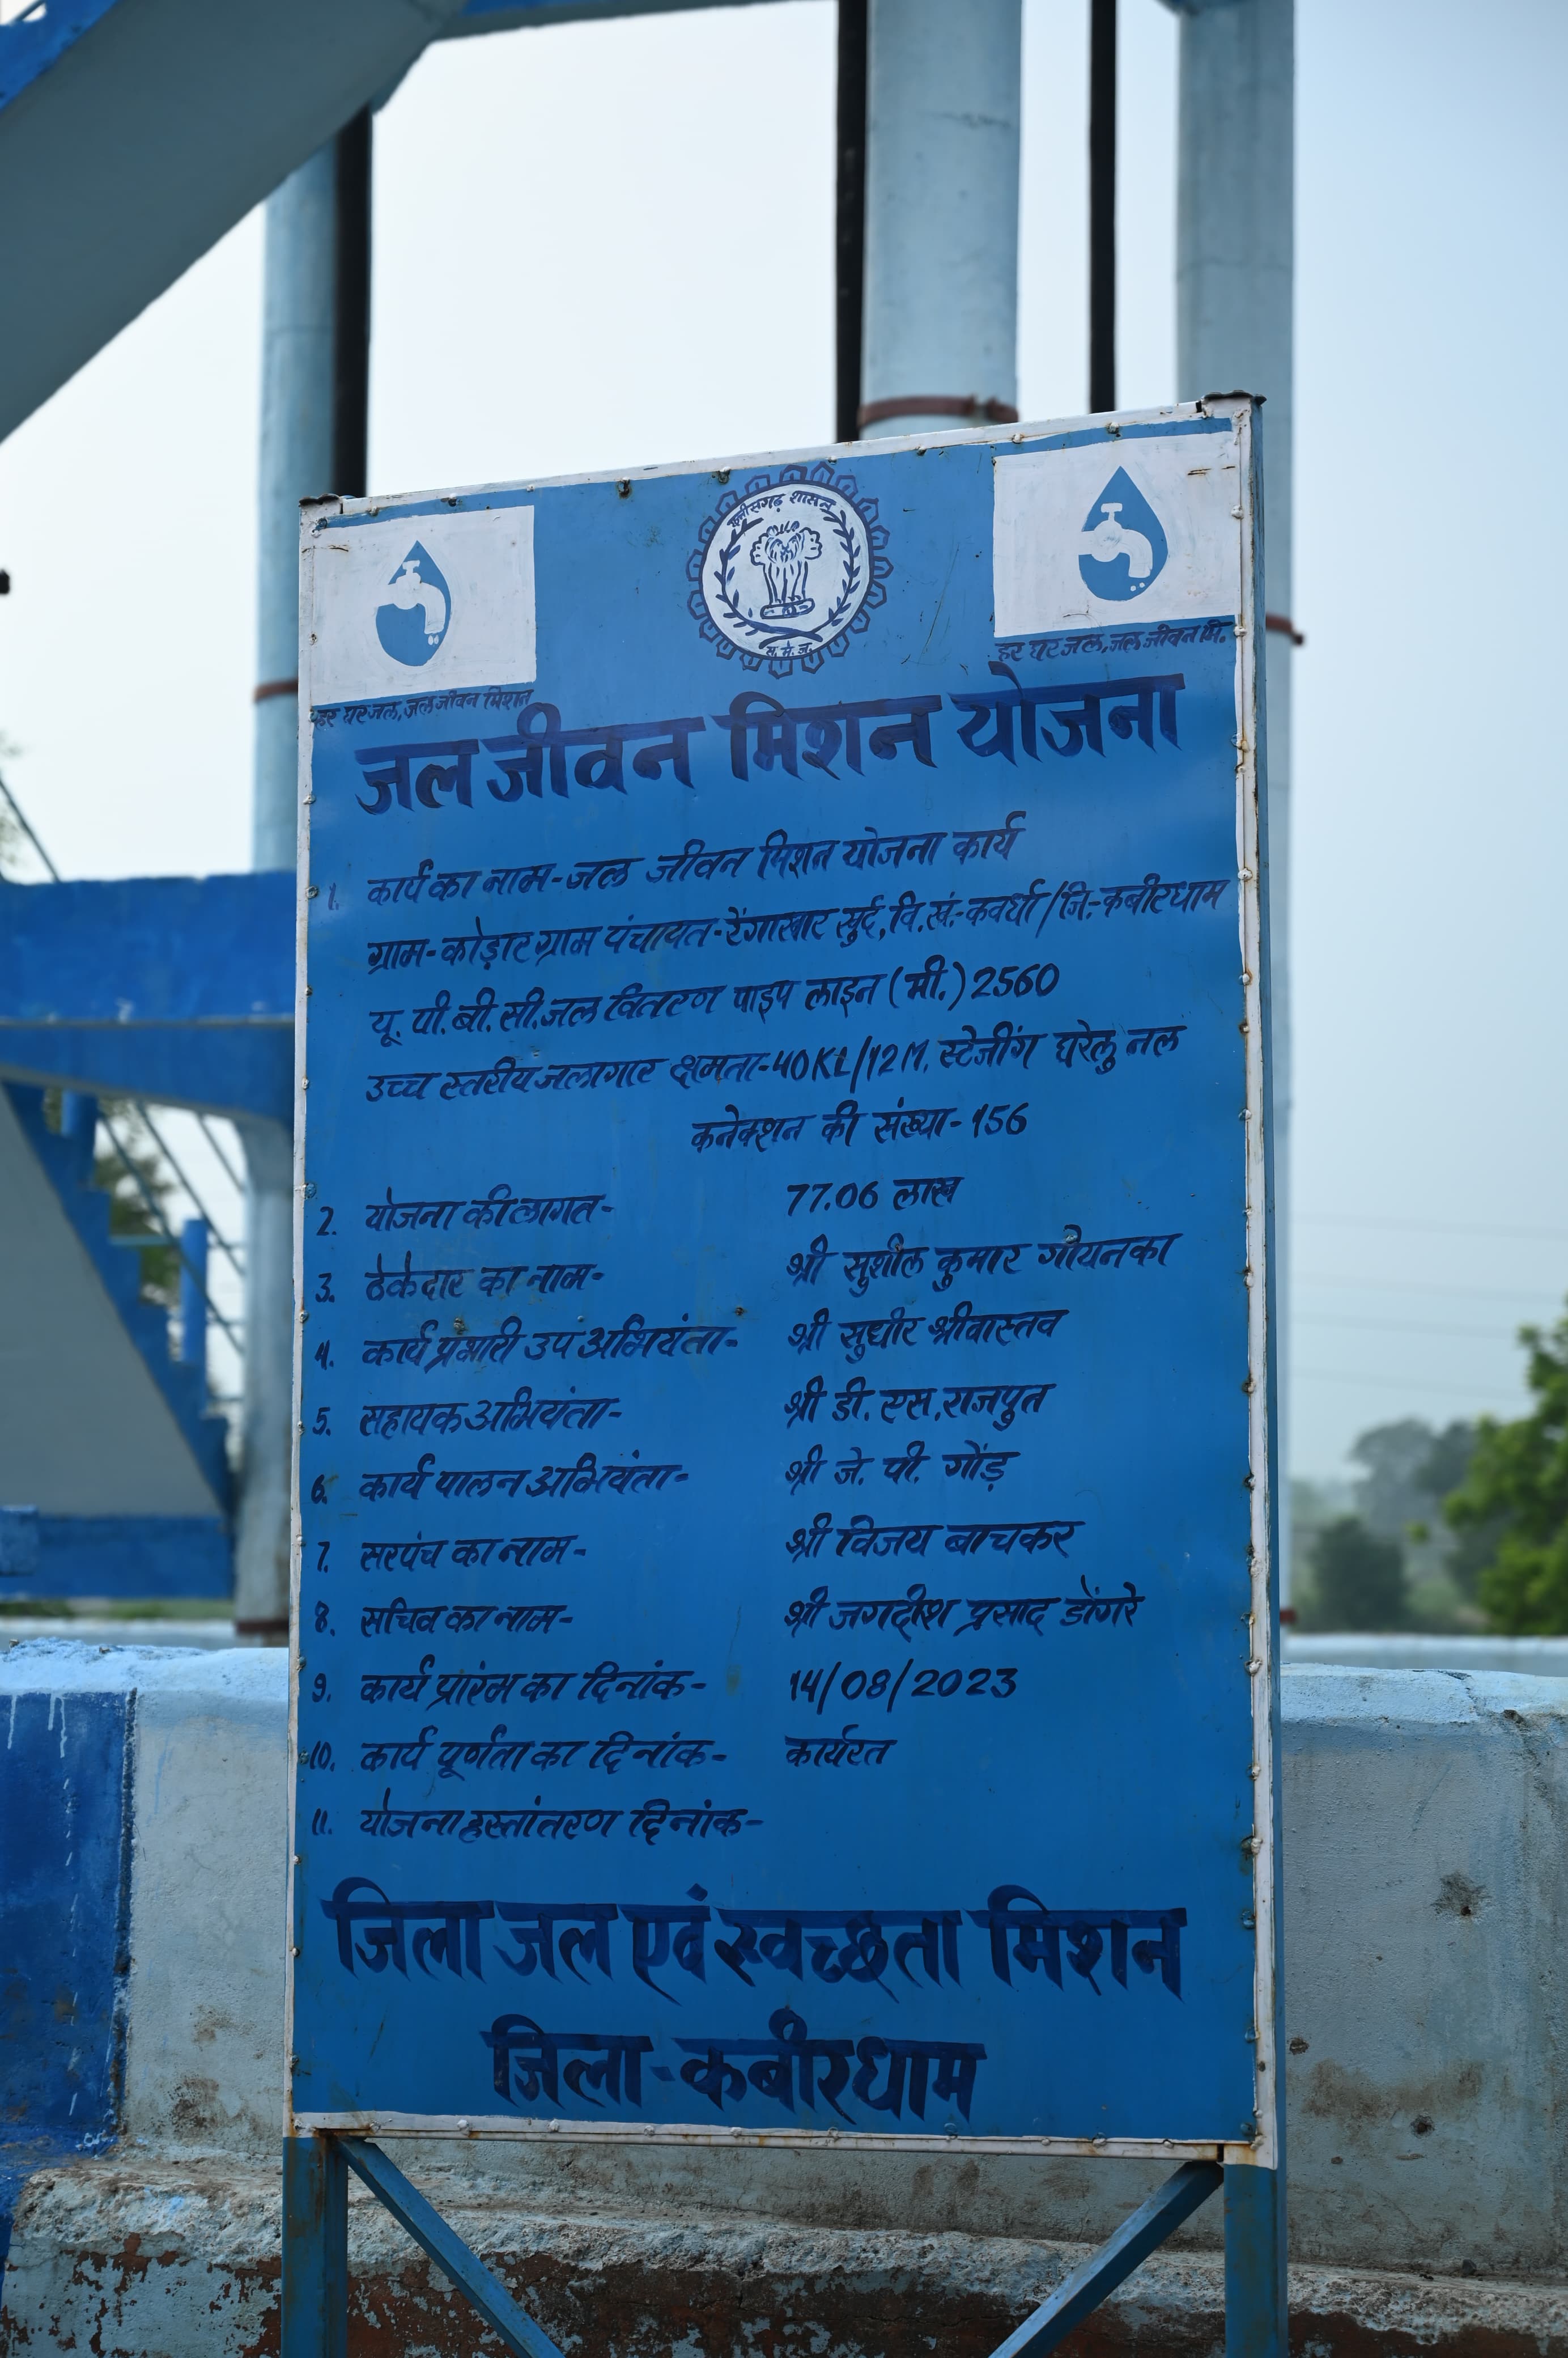 छत्तीसगढ़ शासन
स. मे. ज.
हर घर जल, जल जीवन मिशन
हर घर जल, जल जीवन मि.
जल जीवन मिशन योजना
1. कार्य का नाम-जल जीवन मिशन योजना कार्य
ग्राम-कोड़ार ग्राम पंचायत-रेंगाखार खुर्द, वि.खं.-कवर्धा/जि.-कबीरधाम
यू. पी. बी. सी. जल वितरण पाइप लाइन (मी.) 2560
उच्च स्तरीय जलागार क्षमता-40KL/12M. स्टेजींग घरेलु नल
कनेक्शन की संख्या-156
2. योजना की लागत- 77.06 लाख
3. ठेकेदार का नाम- श्री सुशील कुमार गोयनका
4. कार्य प्रभारी उप अभियंता- श्री सुधीर श्रीवास्तव
5. सहायक अभियंता- श्री डी. एस. राजपुत
6. कार्य पालन अभियंता- श्री जे. पी. गोंड़
7. सरपंच का नाम- श्री विजय बाचकर
8. सचिव का नाम- श्री जगदीश प्रसाद डोंगरे
9. कार्य प्रारंभ का दिनांक- 14/08/2023
10. कार्य पूर्णता का दिनांक- कार्यरत
11. योजना हस्तांतरण दिनांक-
जिला जल एवं स्वच्छता मिशन
जिला-कबीरधाम